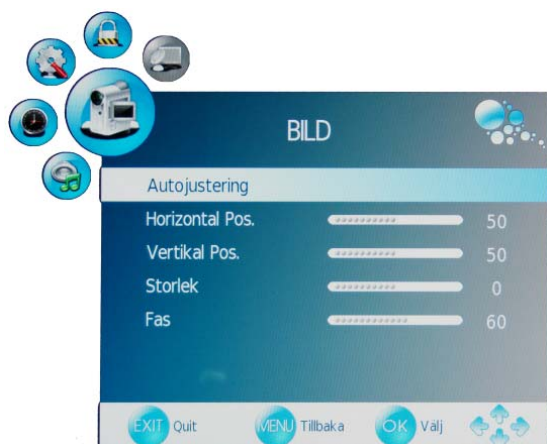 BILD
Autojustering
Horizontal Pos. 50
Vertikal Pos. 50
Storlek 0
Fas 60
EXIT Quit MENU Tillbaka OK Välj